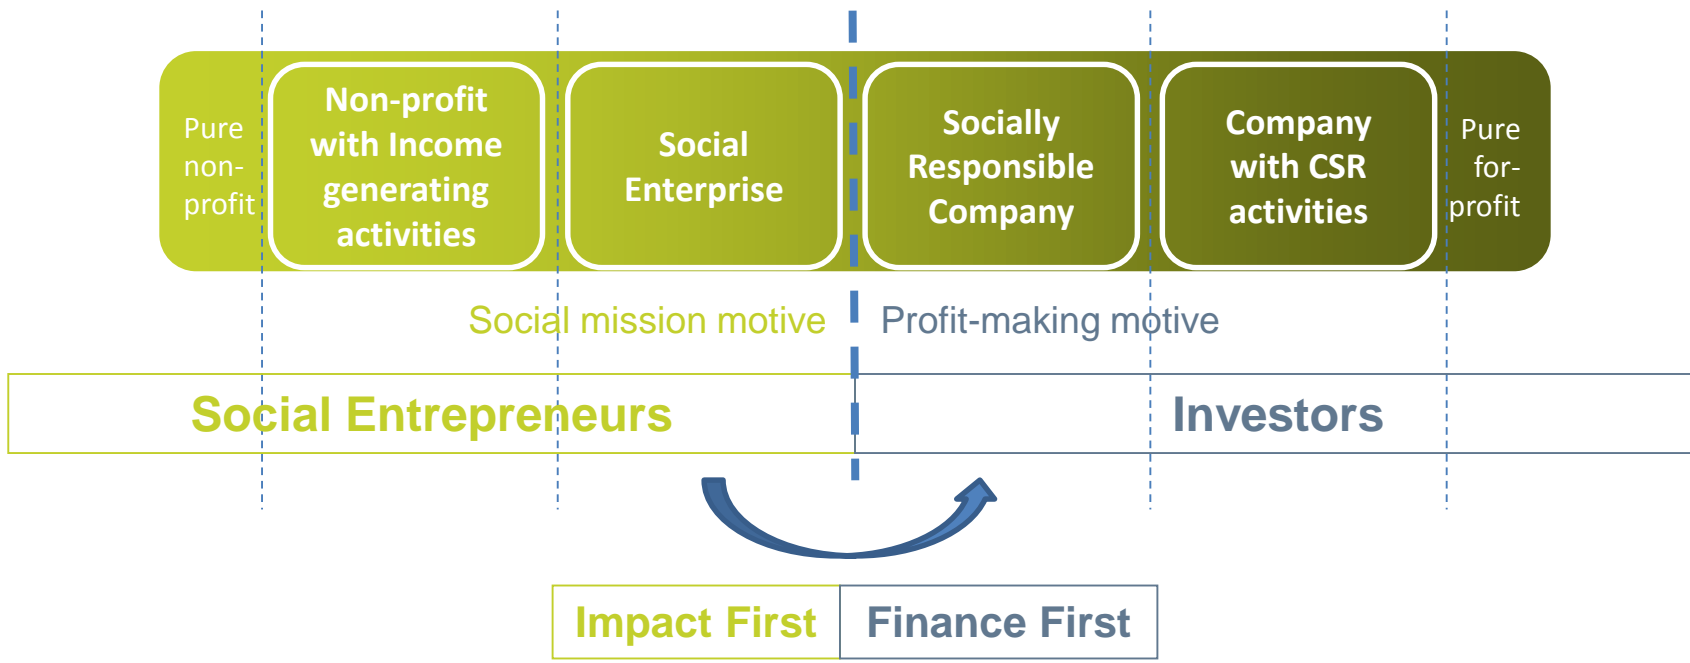 Pure
non-
profit
Non-profit
with Income
generating
activities
Social
Enterprise
Socially
Responsible
Company
Company
with CSR
activities
Pure
for-
profit
Social mission motive
Profit-making motive
Social Entrepreneurs
Investors
Impact First
Finance First